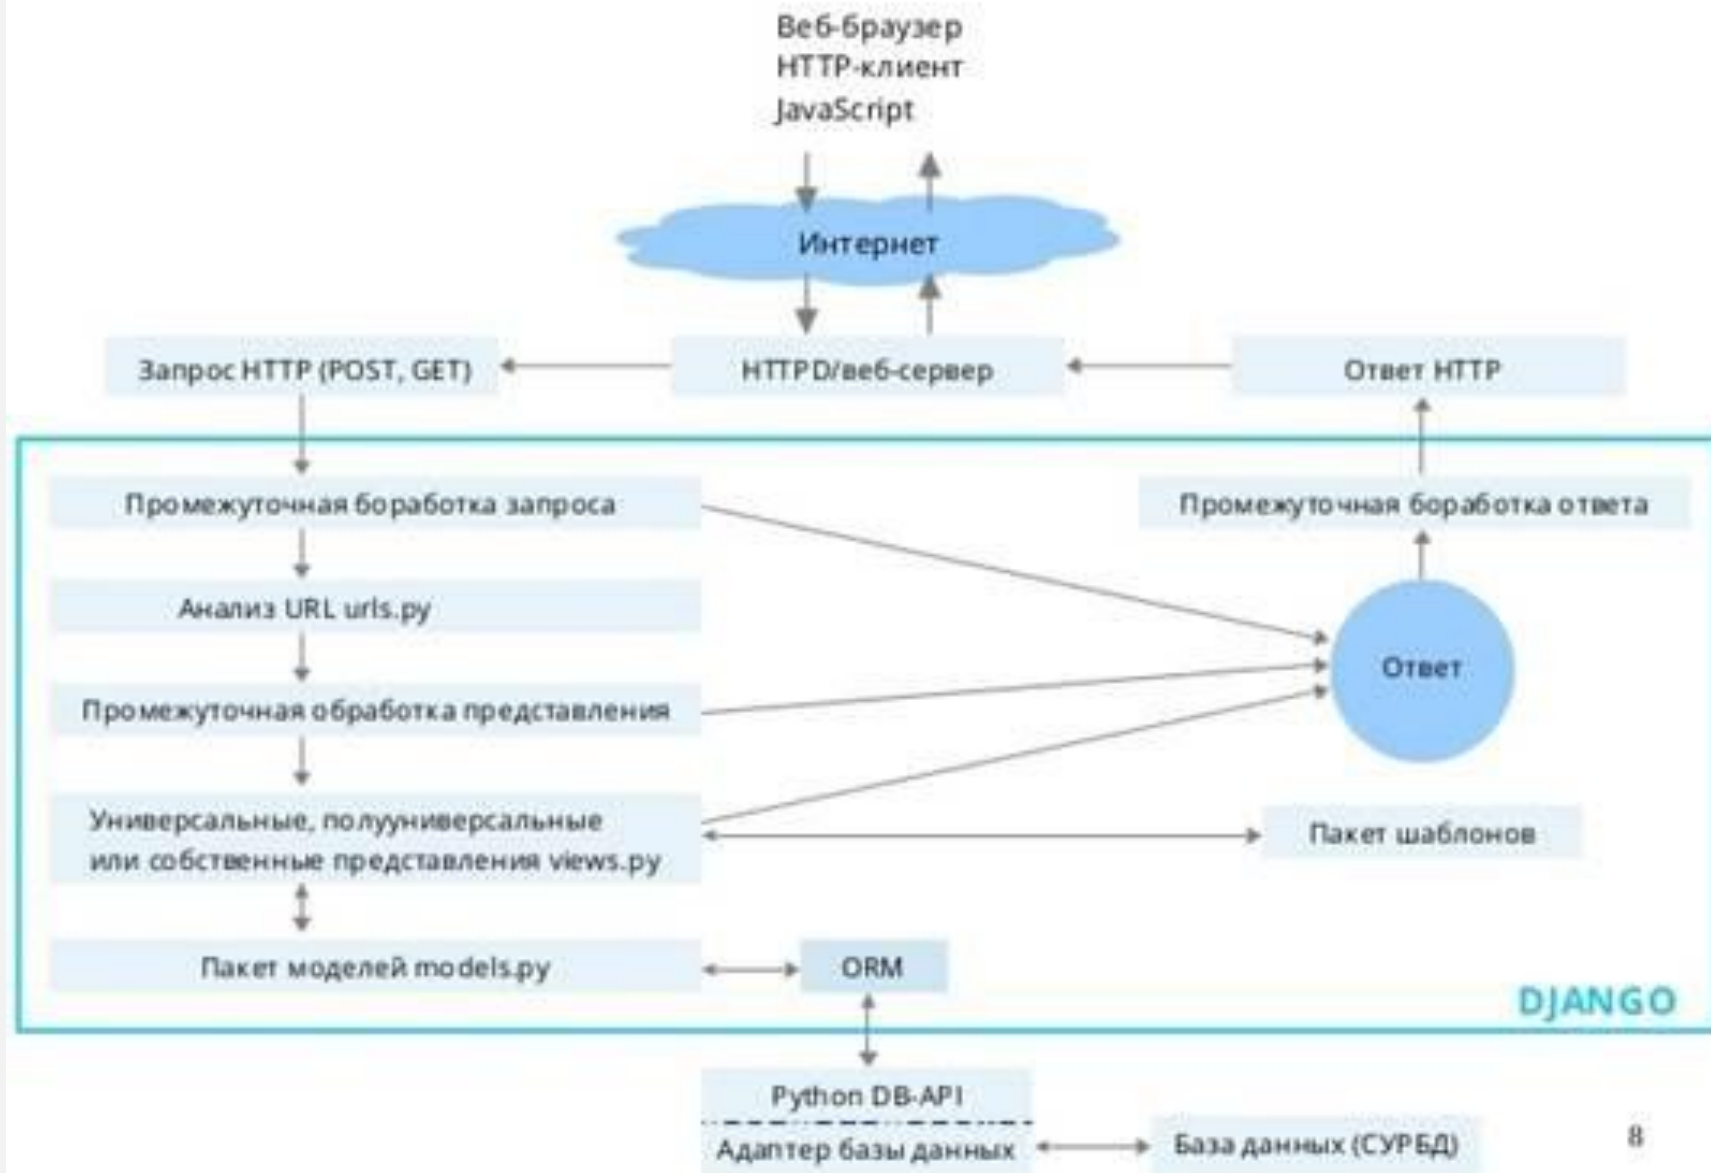 Веб-браузер
HTTP-клиент
JavaScript
Интернет
Запрос HTTP (POST, GET)
HTTPD/веб-сервер
Ответ HTTP
Промежуточная боработка запроса
Промежуточная боработка ответа
Анализ URL urls.py
Ответ
Промежуточная обработка представления
Универсальные, полууниверсальные
или собственные представления views.py
Пакет шаблонов
Пакет моделей models.py
ORM
DJANGO
Python DB-API
Адаптер базы данных
База данных (СУРБД)
8